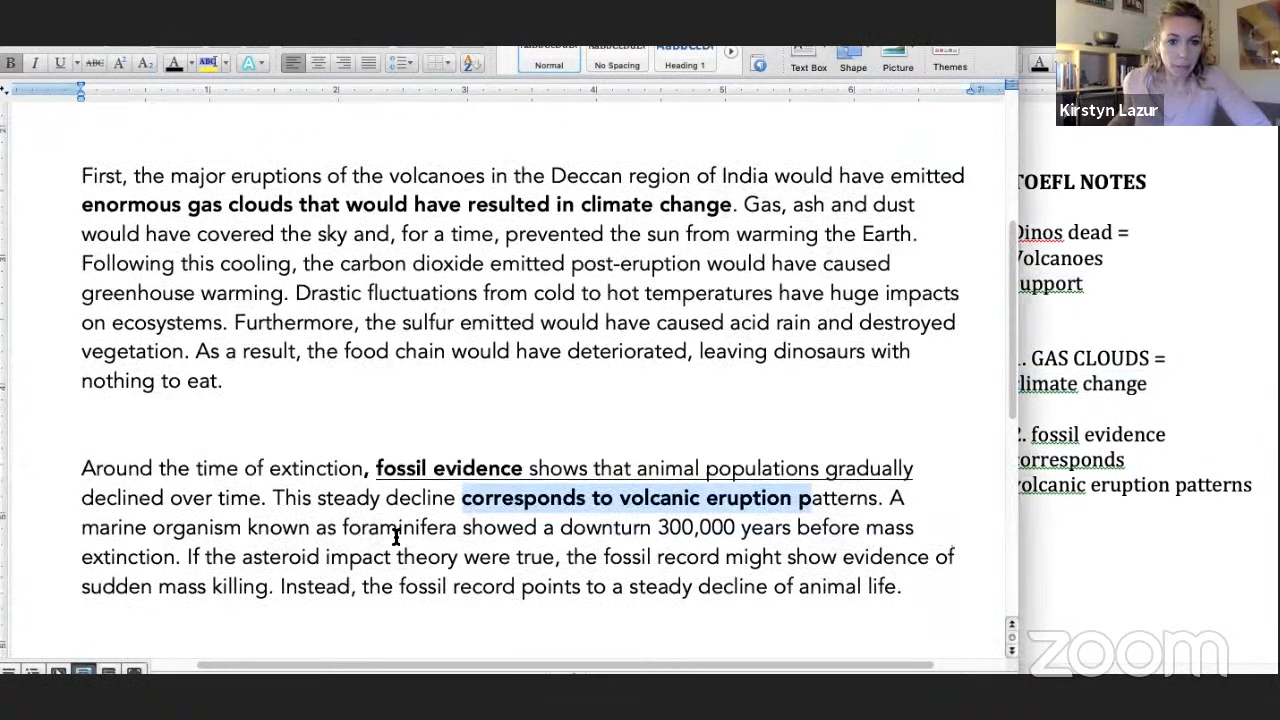 B I U ABC A² A₂ A ABC A
Normal
No Spacing
Heading 1
Text Box
Shape
Picture
Themes
Kirstyn Lazur
First, the major eruptions of the volcanoes in the Deccan region of India would have emitted
enormous gas clouds that would have resulted in climate change. Gas, ash and dust
would have covered the sky and, for a time, prevented the sun from warming the Earth.
Following this cooling, the carbon dioxide emitted post-eruption would have caused
greenhouse warming. Drastic fluctuations from cold to hot temperatures have huge impacts
on ecosystems. Furthermore, the sulfur emitted would have caused acid rain and destroyed
vegetation. As a result, the food chain would have deteriorated, leaving dinosaurs with
nothing to eat.
Around the time of extinction, fossil evidence shows that animal populations gradually
declined over time. This steady decline corresponds to volcanic eruption patterns. A
marine organism known as foraminifera showed a downturn 300,000 years before mass
extinction. If the asteroid impact theory were true, the fossil record might show evidence of
sudden mass killing. Instead, the fossil record points to a steady decline of animal life.
TOEFL NOTES
Dinos dead =
Volcanoes
upport
. GAS CLOUDS =
climate change
2. fossil evidence
corresponds
volcanic eruption patterns
zoom